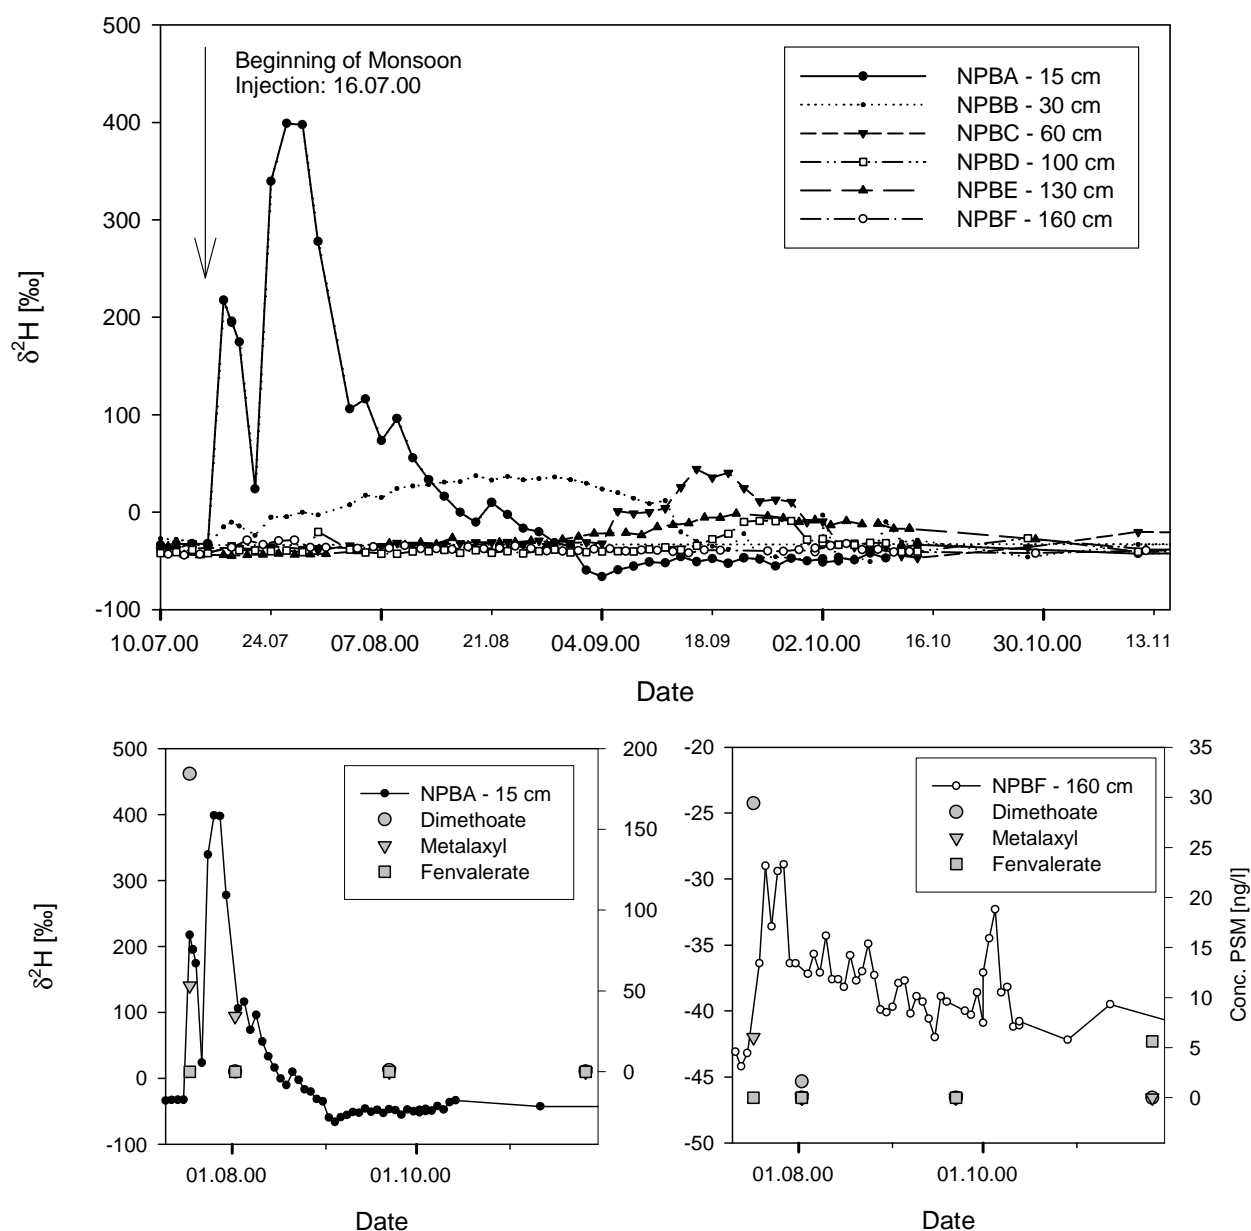 500
400
300
200
100
0
-100
δ²H [‰]
Beginning of Monsoon
Injection: 16.07.00
NPBA - 15 cm
NPBB - 30 cm
NPBC - 60 cm
NPBD - 100 cm
NPBE - 130 cm
NPBF - 160 cm
10.07.00 24.07 07.08.00 21.08 04.09.00 18.09 02.10.00 16.10 30.10.00 13.11
Date
500
400
300
200
100
0
-100
δ²H [‰]
NPBA - 15 cm
Dimethoate
Metalaxyl
Fenvalerate
200
150
100
50
0
01.08.00 01.10.00
Date
-20
-25
-30
-35
-40
-45
-50
NPBF - 160 cm
Dimethoate
Metalaxyl
Fenvalerate
35
30
25
20
15
10
5
0
Conc. PSM [ng/l]
01.08.00 01.10.00
Date